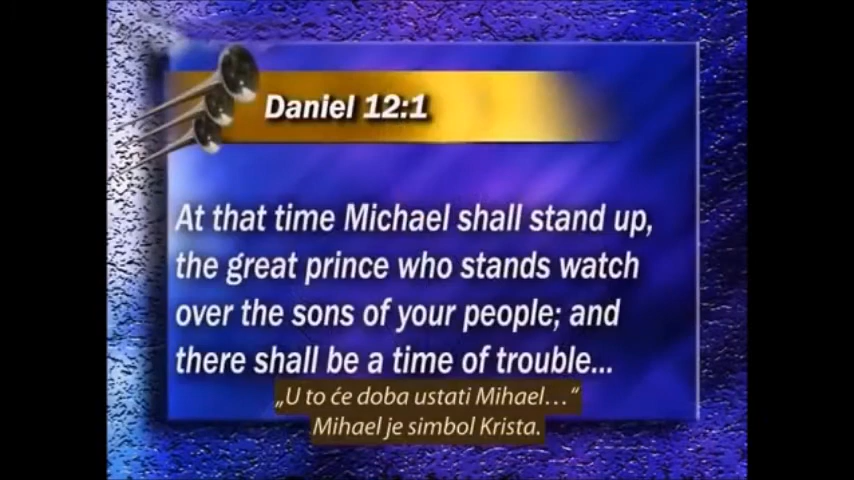 Daniel 12:1
At that time Michael shall stand up,
the great prince who stands watch
over the sons of your people; and
there shall be a time of trouble...
„U to će doba ustati Mihael...“
Mihael je simbol Krista.